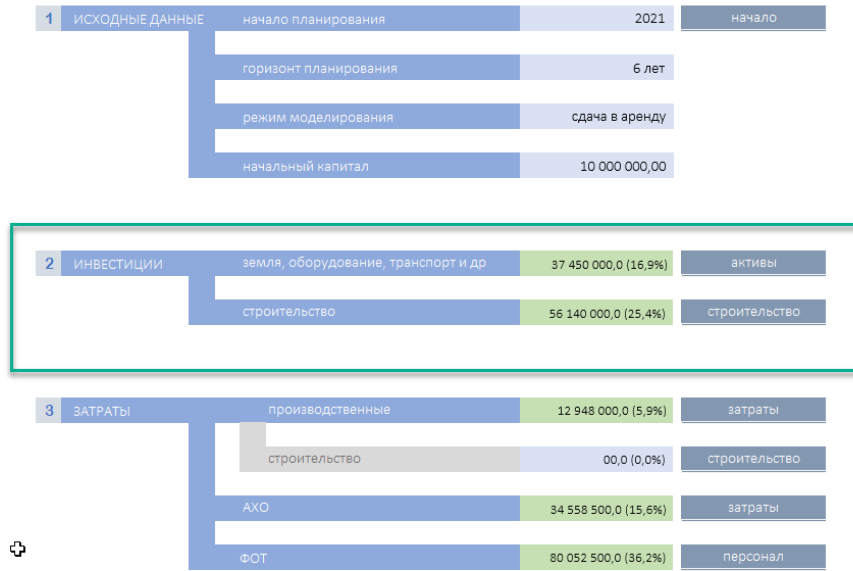 1 ИСХОДНЫЕ ДАННЫЕ начало планирования 2021 начало
горизонт планирования 6 лет
режим моделирования сдача в аренду
начальный капитал 10 000 000,00
2 ИНВЕСТИЦИИ земля, оборудование, транспорт и др 37 450 000,0 (16,9%) активы
строительство 56 140 000,0 (25,4%) строительство
3 ЗАТРАТЫ производственные 12 948 000,0 (5,9%) затраты
строительство 00,0 (0,0%) строительство
АХО 34 558 500,0 (15,6%) затраты
ФОТ 80 052 500,0 (36,2%) персонал